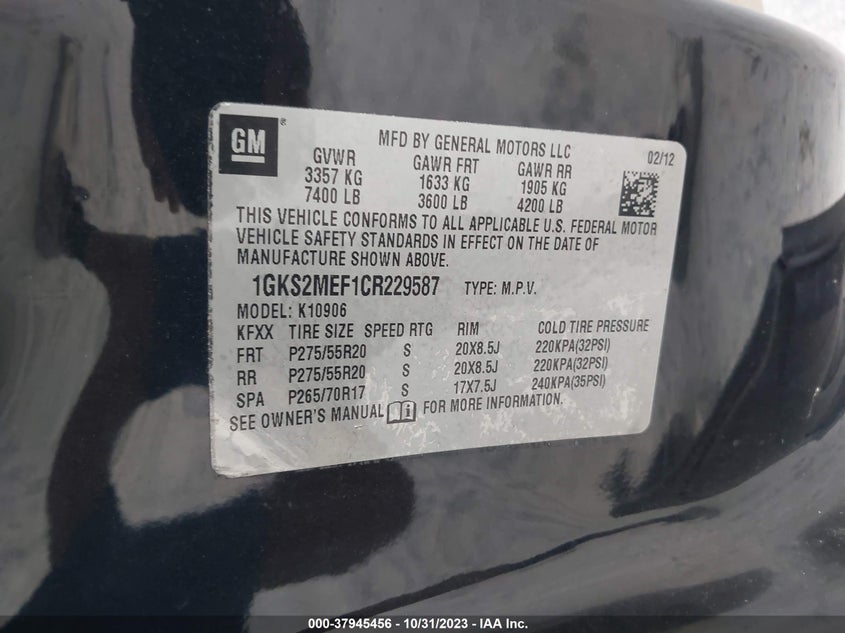 GM ®
MFD BY GENERAL MOTORS LLC
02/12
GVWR GAWR FRT GAWR RR
3357 KG 1633 KG 1905 KG
7400 LB 3600 LB 4200 LB
THIS VEHICLE CONFORMS TO ALL APPLICABLE U.S. FEDERAL MOTOR
VEHICLE SAFETY STANDARDS IN EFFECT ON THE DATE OF
MANUFACTURE SHOWN ABOVE.
1GKS2MEF1CR229587 TYPE: M.P.V.
MODEL: K10906
KFXX TIRE SIZE SPEED RTG RIM COLD TIRE PRESSURE
FRT P275/55R20 S 20X8.5J 220KPA(32PSI)
RR P275/55R20 S 20X8.5J 220KPA(32PSI)
SPA P265/70R17 S 17X7.5J 240KPA(35PSI)
SEE OWNER'S MANUAL FOR MORE INFORMATION.
000-37945456 - 10/31/2023 - IAA Inc.